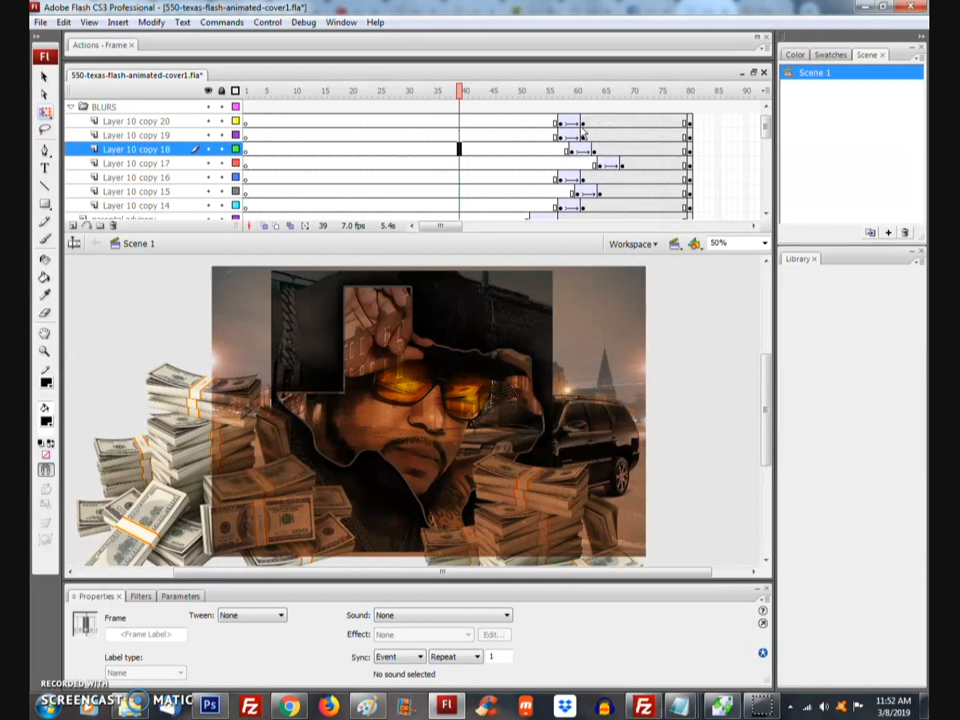 Adobe Flash CS3 Professional - [550-texas-flash-animated-cover1.fla*]
File Edit View Insert Modify Text Commands Control Debug Window Help
Fl
Actions - Frame ×
Color Swatches Scene ×
Scene 1
550-texas-flash-animated-cover1.fla*
1 5 10 15 20 25 30 35 40 45 50 55 60 65 70 75 80 85 90
BLURS
Layer 10 copy 20
Layer 10 copy 19
Layer 10 copy 18
Layer 10 copy 17
Layer 10 copy 16
Layer 10 copy 15
Layer 10 copy 14
parental advisory
39 7.0 fps 5.4s
Scene 1
Workspace
50%
Library ×
Properties × Filters Parameters
Frame
<Frame Label>
Label type:
Name
Tween: None
Sound: None
Effect: None Edit...
Sync: Event Repeat 1
No sound selected
RECORDED WITH
SCREENCAST MATIC
Ps
Fl
11:52 AM
3/8/2019